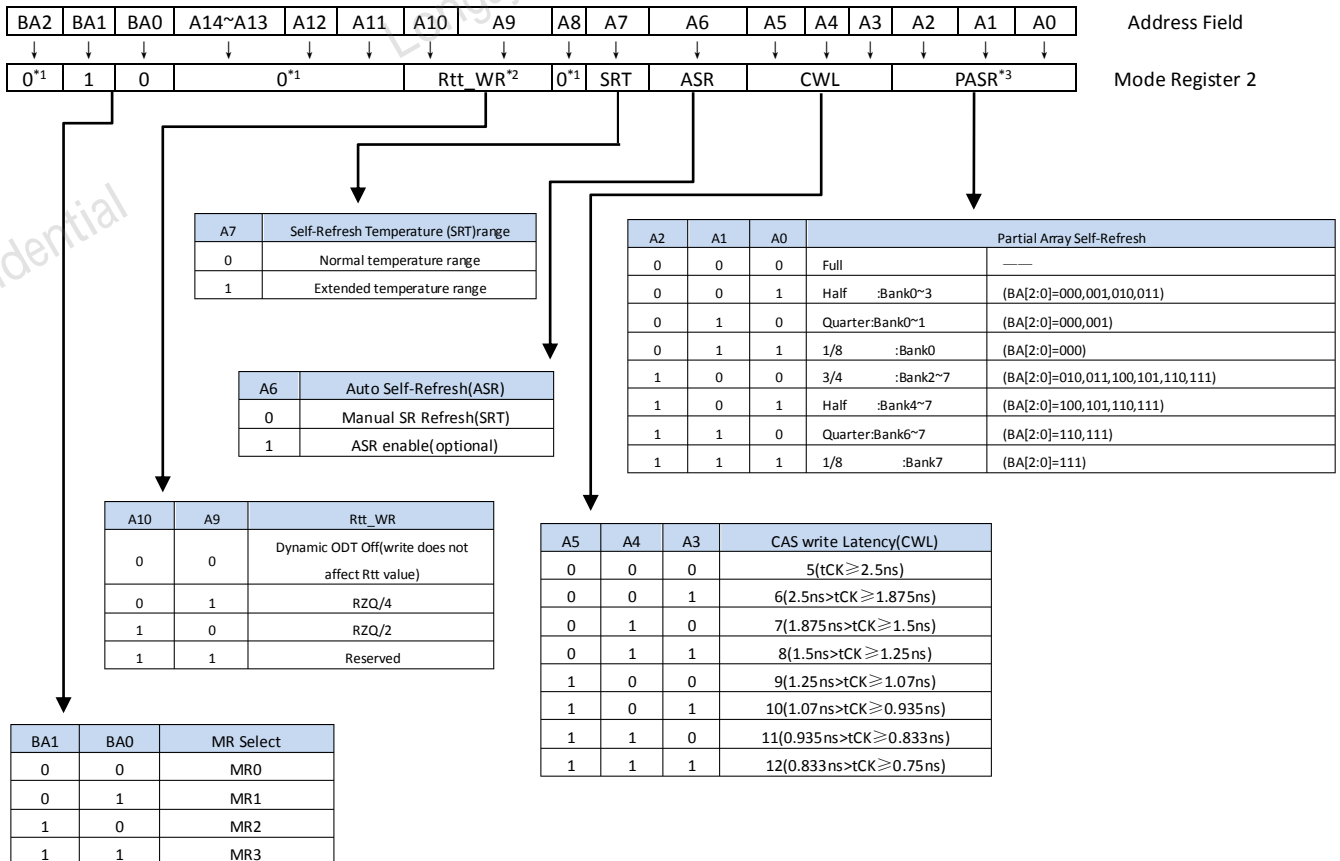 BA2 BA1 BA0 A14~A13 A12 A11 A10 A9 A8 A7 A6 A5 A4 A3 A2 A1 A0 Address Field
0*1 1 0 0*1 Rtt_WR*2 0*1 SRT ASR CWL PASR*3 Mode Register 2
A7 Self-Refresh Temperature (SRT)range
0 Normal temperature range
1 Extended temperature range
A2 A1 A0 Partial Array Self-Refresh
0 0 0 Full ——
0 0 1 Half :Bank0~3 (BA[2:0]=000,001,010,011)
0 1 0 Quarter:Bank0~1 (BA[2:0]=000,001)
0 1 1 1/8 :Bank0 (BA[2:0]=000)
1 0 0 3/4 :Bank2~7 (BA[2:0]=010,011,100,101,110,111)
1 0 1 Half :Bank4~7 (BA[2:0]=100,101,110,111)
1 1 0 Quarter:Bank6~7 (BA[2:0]=110,111)
1 1 1 1/8 :Bank7 (BA[2:0]=111)
A6 Auto Self-Refresh(ASR)
0 Manual SR Refresh(SRT)
1 ASR enable(optional)
A10 A9 Rtt_WR
0 0 Dynamic ODT Off(write does not
affect Rtt value)
0 1 RZQ/4
1 0 RZQ/2
1 1 Reserved
A5 A4 A3 CAS write Latency(CWL)
0 0 0 5(tCK≥2.5ns)
0 0 1 6(2.5ns>tCK≥1.875ns)
0 1 0 7(1.875ns>tCK≥1.5ns)
0 1 1 8(1.5ns>tCK≥1.25ns)
1 0 0 9(1.25ns>tCK≥1.07ns)
1 0 1 10(1.07ns>tCK≥0.935ns)
1 1 0 11(0.935ns>tCK≥0.833ns)
1 1 1 12(0.833ns>tCK≥0.75ns)
BA1 BA0 MR Select
0 0 MR0
0 1 MR1
1 0 MR2
1 1 MR3